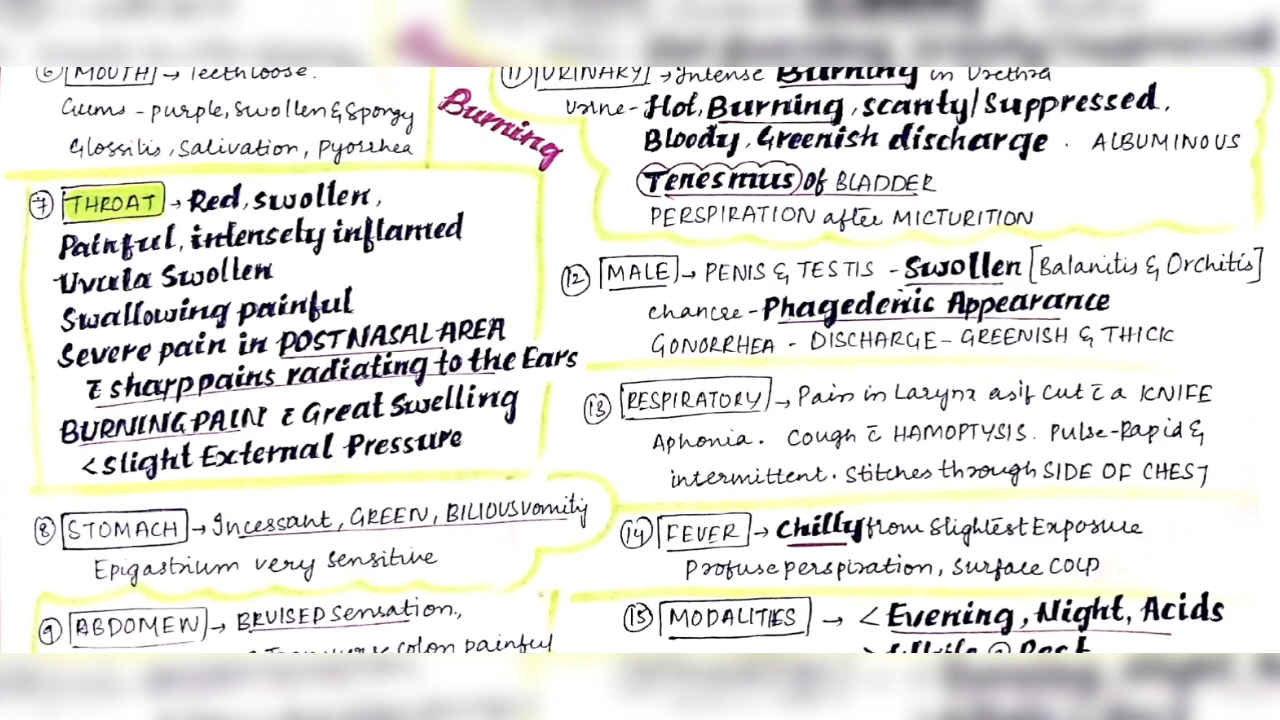 ⑥ MOUTH → Teeth loose.
Gums - purple, swollen & spongy
Glossitis, Salivation, Pyorrhea
Burning
⑦ THROAT → Red, swollen,
Painful, intensely inflamed
Uvula Swollen
Swallowing painful
Severe pain in POSTNASAL AREA
c̄ sharp pains radiating to the Ears
BURNING PAIN c̄ Great Swelling
< Slight External Pressure
⑧ STOMACH → Incessant, GREEN, BILIOUS vomity
Epigastrium very sensitive
⑨ ABDOMEN → BRUISED sensation,
colon painful
⑪ URINARY → Intense Burning in Urethra
Urine - Hot, Burning, scanty/suppressed.
Bloody, Greenish discharge. ALBUMINOUS
Tenesmus of BLADDER
PERSPIRATION after MICTURITION
⑫ MALE → PENIS & TESTIS - Swollen [Balanitis & Orchitis]
chancre - Phagedenic Appearance
GONORRHEA - DISCHARGE - GREENISH & THICK
⑬ RESPIRATORY → Pain in Larynx as if cut c̄ a KNIFE
Aphonia. Cough c̄ HAMOPTYSIS. Pulse-Rapid &
intermittent. Stitches through SIDE OF CHEST
⑭ FEVER → Chilly from Slightest Exposure
Profuse perspiration, Surface COLD
⑮ MODALITIES → < Evening, Night, Acids
> While @ Rest